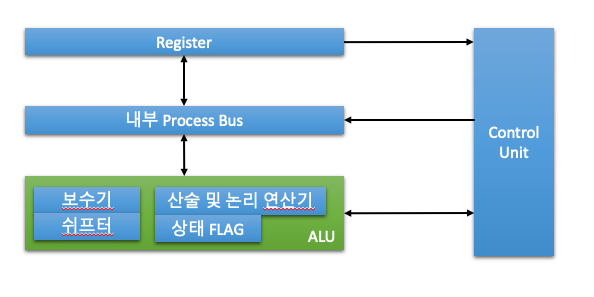 Register
내부 Process Bus
Control
Unit
보수기
산술 및 논리 연산기
쉬프터
상태 FLAG
ALU